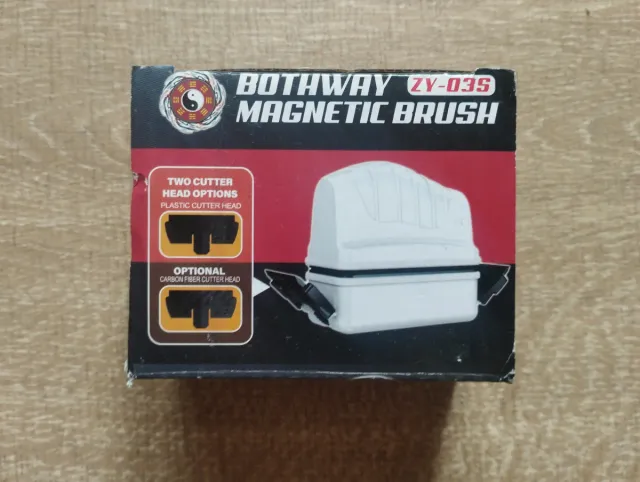 BOTHWAY ZY-03S
MAGNETIC BRUSH
TWO CUTTER
HEAD OPTIONS
PLASTIC CUTTER HEAD
OPTIONAL
CARBON FIBER CUTTER HEAD